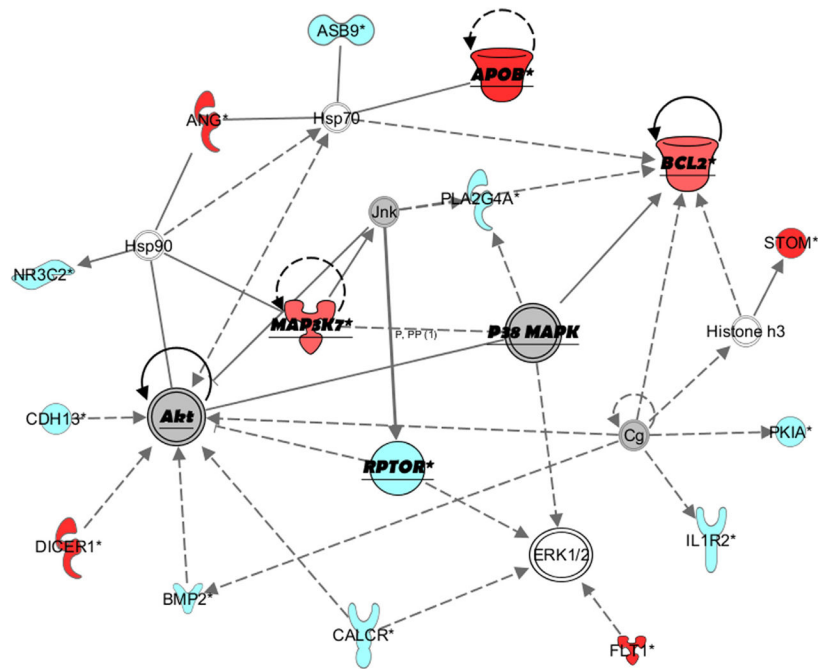 ASB9*
APOB*
ANG*
Hsp70
BCL2*
PLA2G4A*
Jnk
STOM*
Hsp90
NR3C2*
MAP3K7*
P, PP (1)
P38 MAPK
Histone h3
CDH13*
Akt
Cg
PKIA*
RPTOR*
IL1R2*
DICER1*
ERK1/2
BMP2*
CALCR*
FLT1*